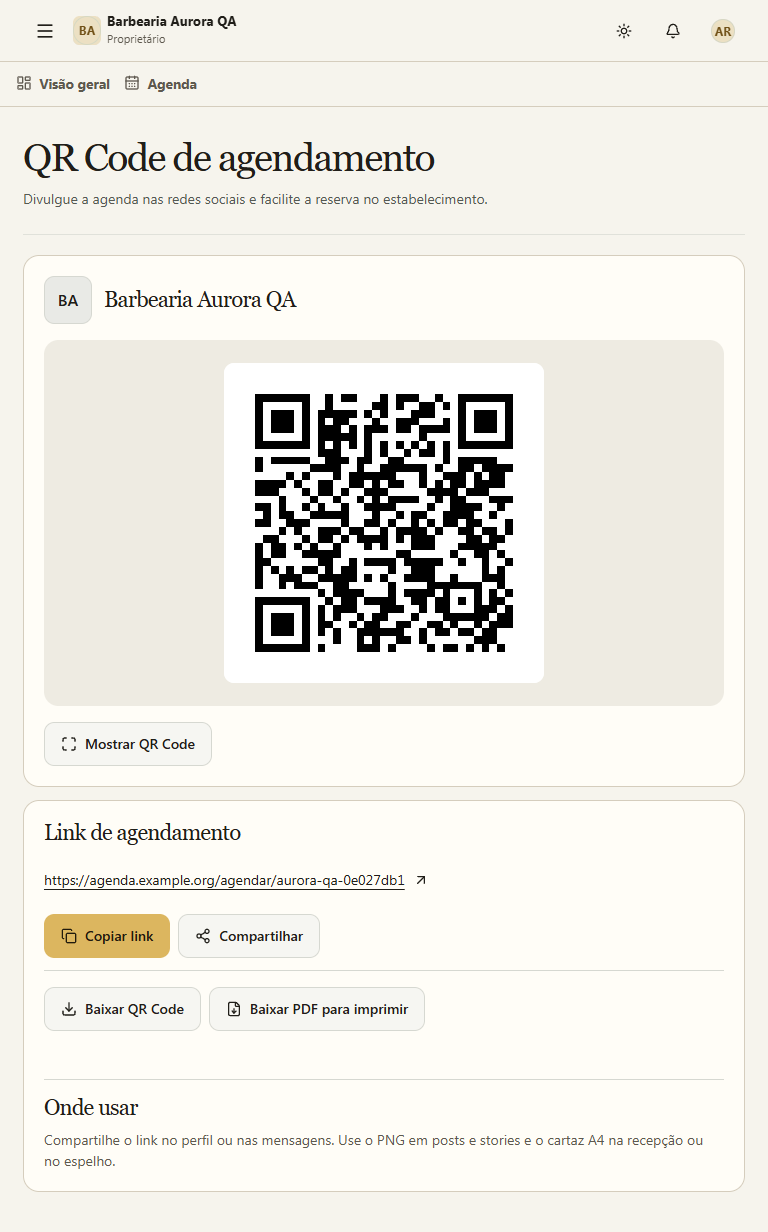 BA
Barbearia Aurora QA
Proprietário
AR
Visão geral
Agenda
QR Code de agendamento
Divulgue a agenda nas redes sociais e facilite a reserva no estabelecimento.
BA
Barbearia Aurora QA
Mostrar QR Code
Link de agendamento
https://agenda.example.org/agendar/aurora-qa-0e027db1
Copiar link
Compartilhar
Baixar QR Code
Baixar PDF para imprimir
Onde usar
Compartilhe o link no perfil ou nas mensagens. Use o PNG em posts e stories e o cartaz A4 na recepção ou
no espelho.